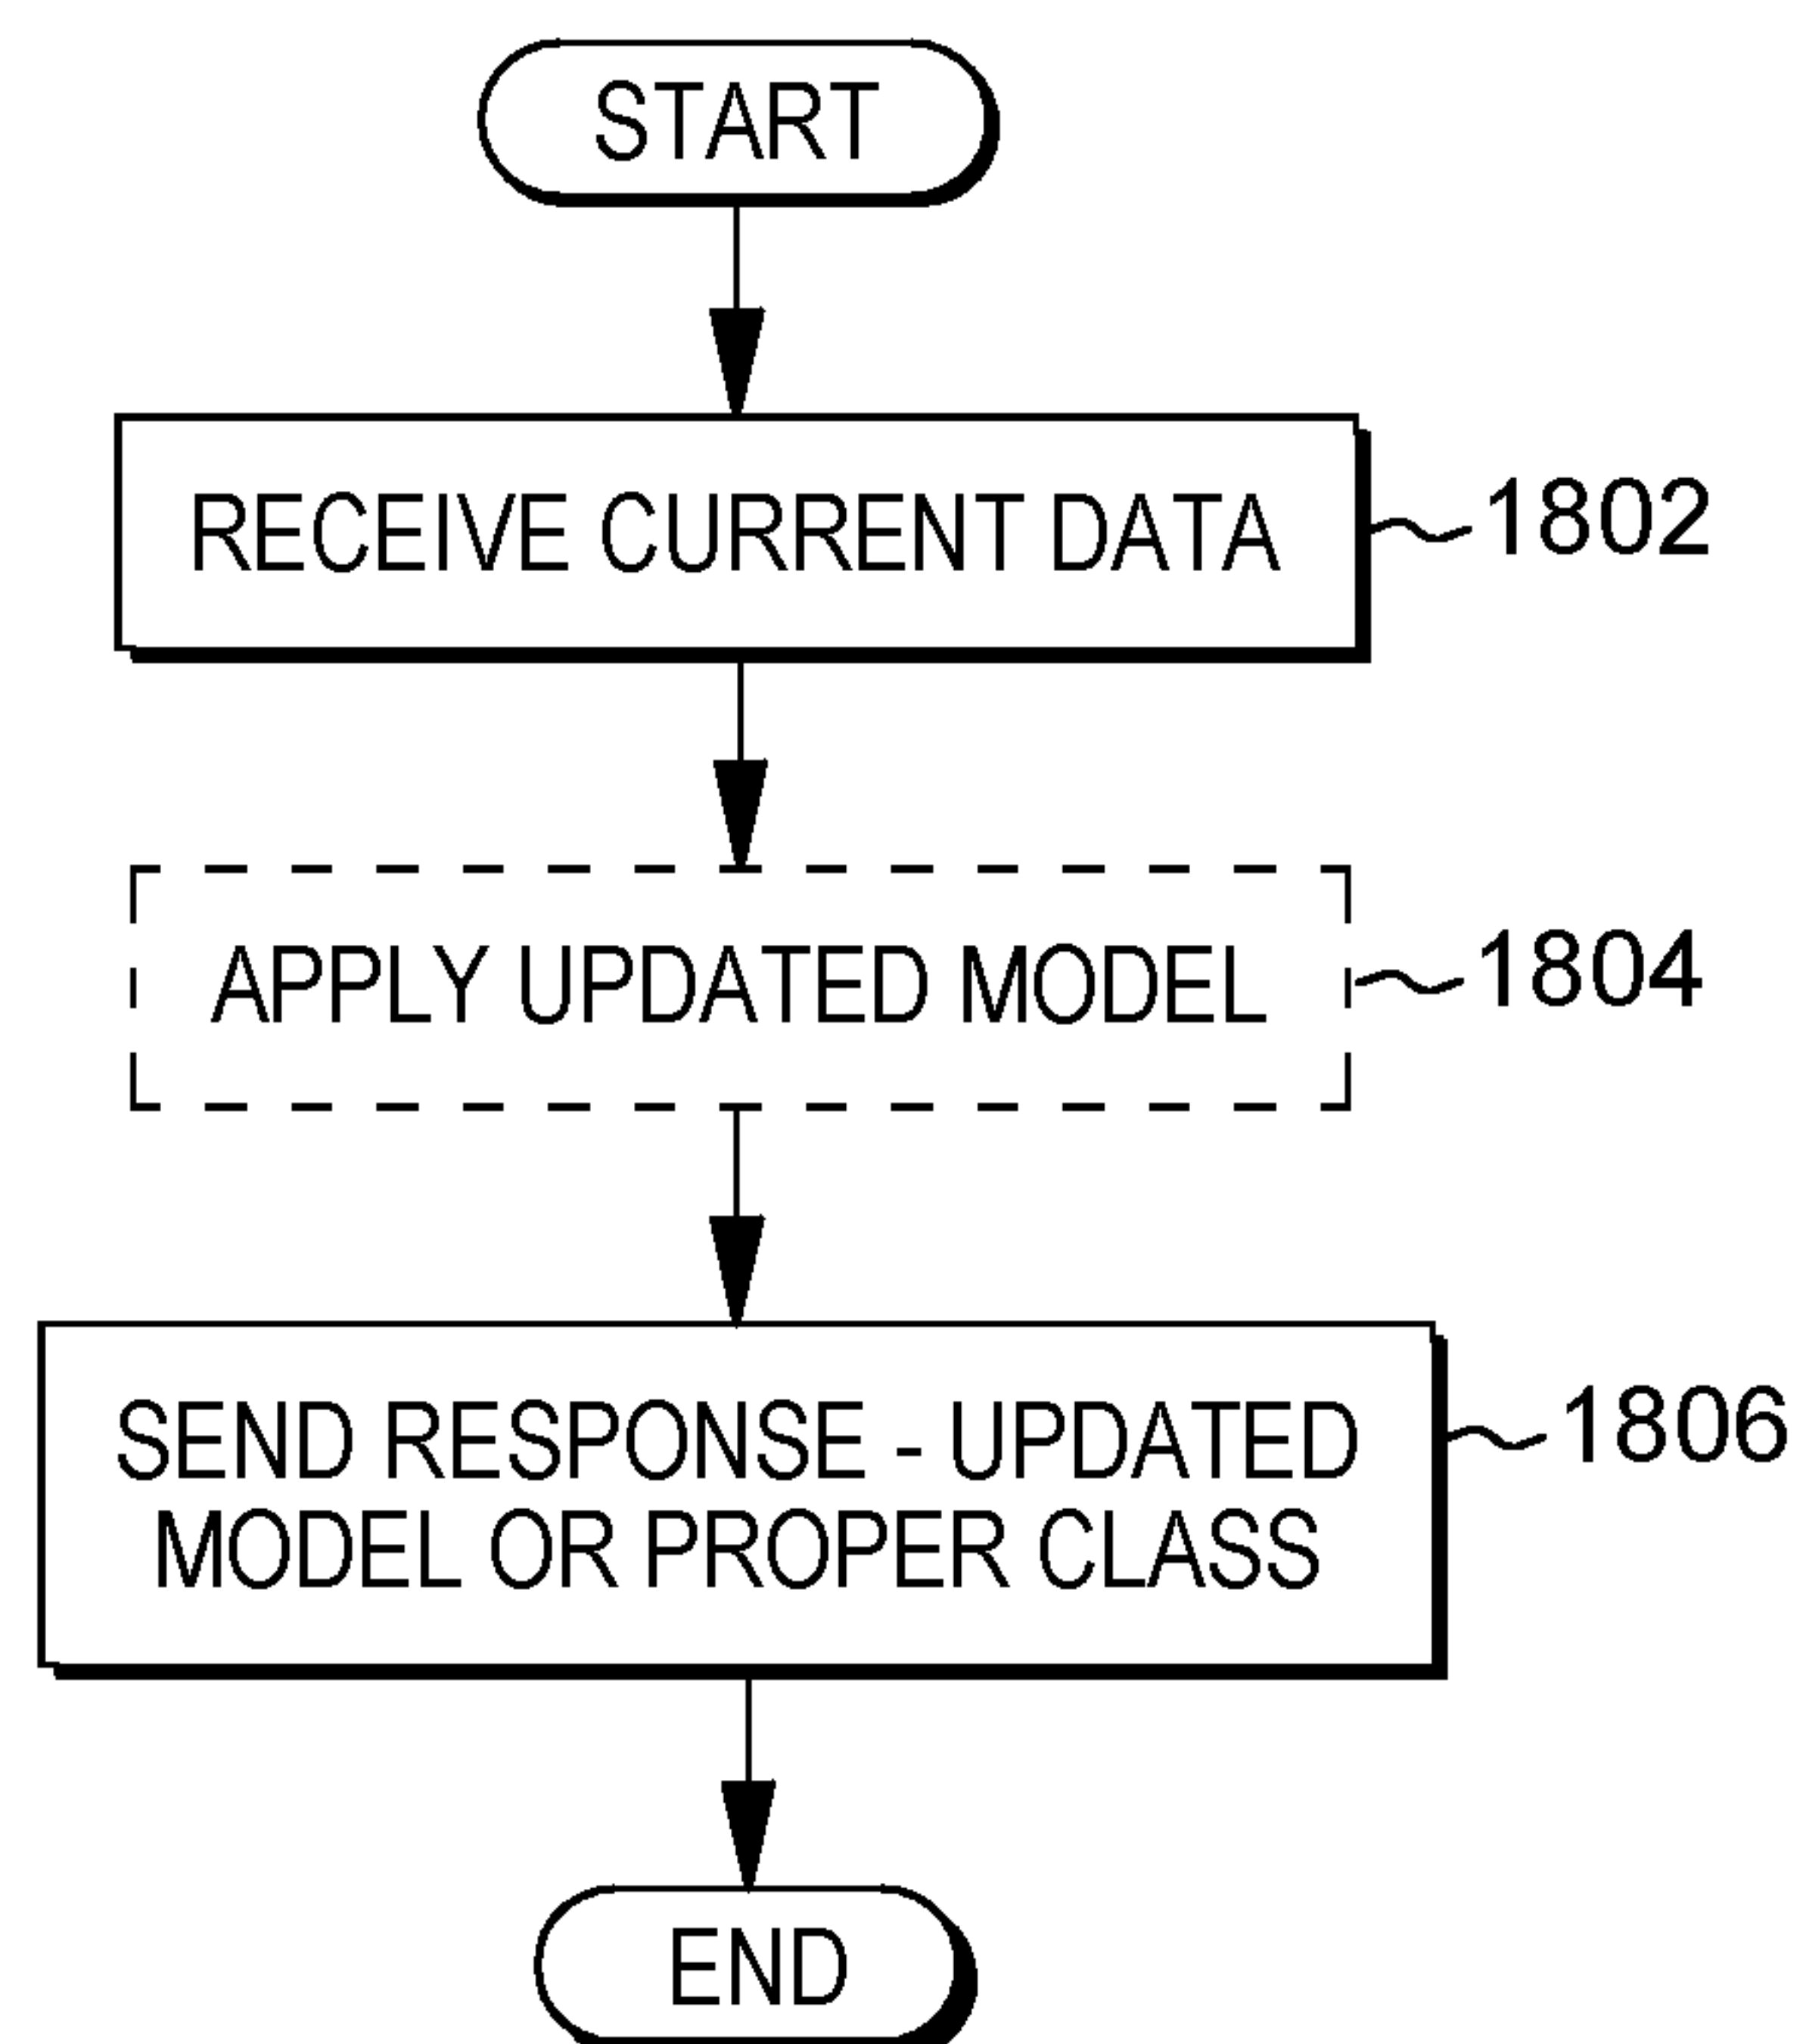 START
RECEIVE CURRENT DATA
1802
APPLY UPDATED MODEL
1804
SEND RESPONSE - UPDATED
MODEL OR PROPER CLASS
1806
END